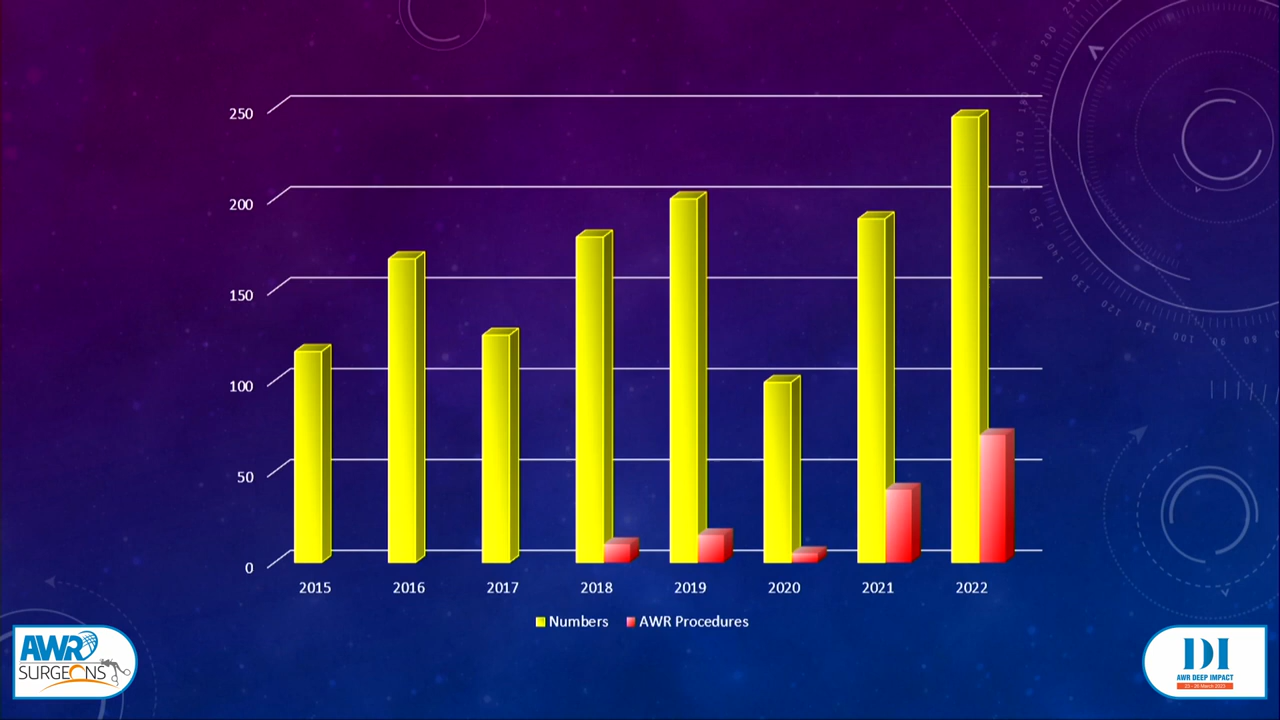 250
200
150
100
50
0
2015 2016 2017 2018 2019 2020 2021 2022
Numbers AWR Procedures
AWR
SURGEONS
DI
AWR DEEP IMPACT